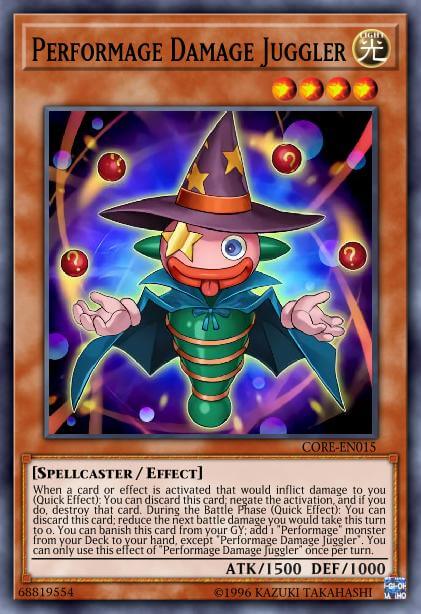 PERFORMAGE DAMAGE JUGGLER
LIGHT
光
?
?
?
CORE-EN015
[SPELLCASTER / EFFECT]
When a card or effect is activated that would inflict damage to you
(Quick Effect): You can discard this card; negate the activation, and if you
do, destroy that card. During the Battle Phase (Quick Effect): You can
discard this card; reduce the next battle damage you would take this turn
to 0. You can banish this card from your GY; add 1 "Performage" monster
from your Deck to your hand, except "Performage Damage Juggler". You can
only use this effect of "Performage Damage Juggler" once per turn.
ATK/1500 DEF/1000
68819554
©1996 KAZUKI TAKAHASHI